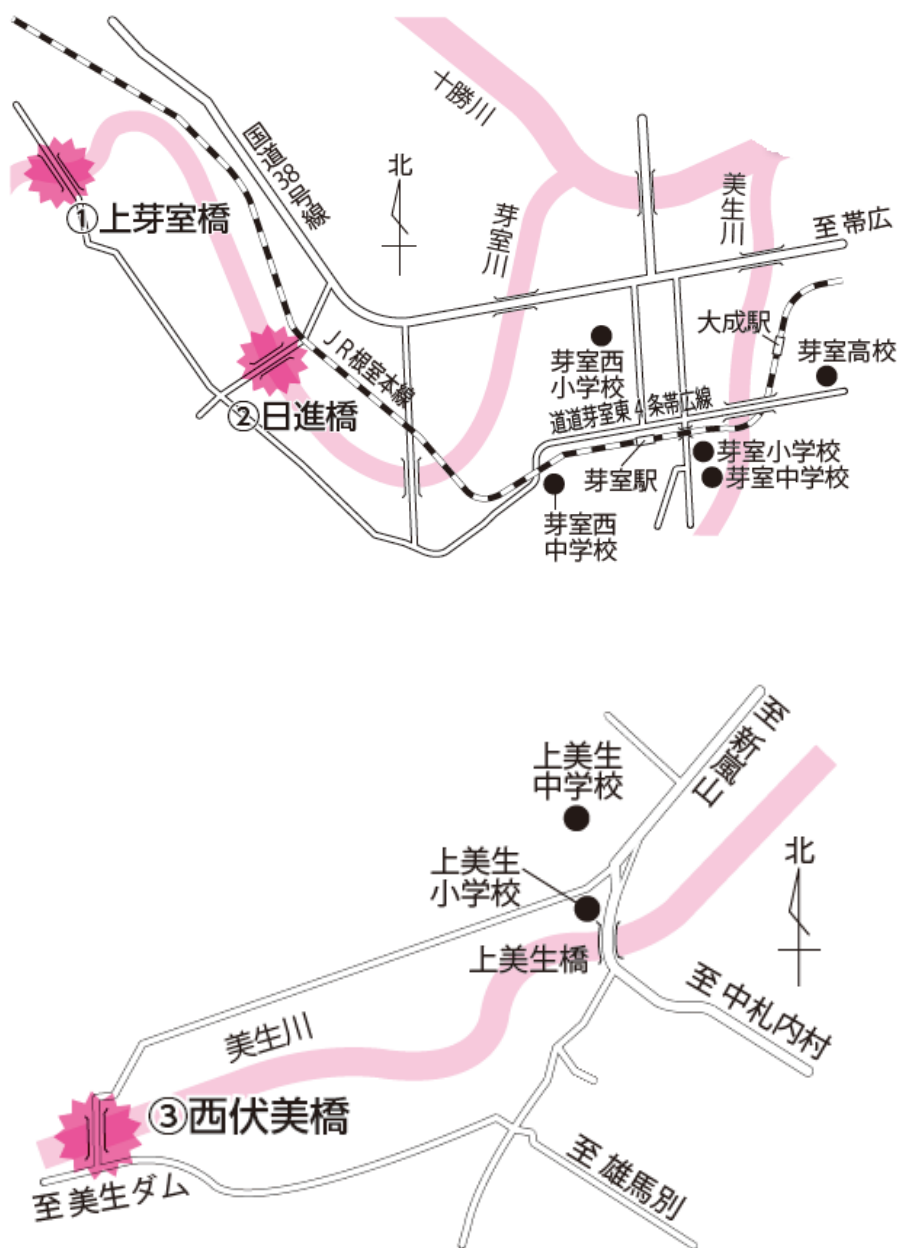 十勝川
国道38号線
北
①上芽室橋
芽室川
美生川
至 帯広
大成駅
芽室高校
芽室西
小学校
JR根室本線
②日進橋
道道芽室東4条帯広線
芽室小学校
芽室駅
芽室中学校
芽室西
中学校
至 新嵐山
上美生
中学校
上美生
小学校
北
上美生橋
至 中札内村
美生川
③西伏美橋
至 美生ダム
至 雄馬別